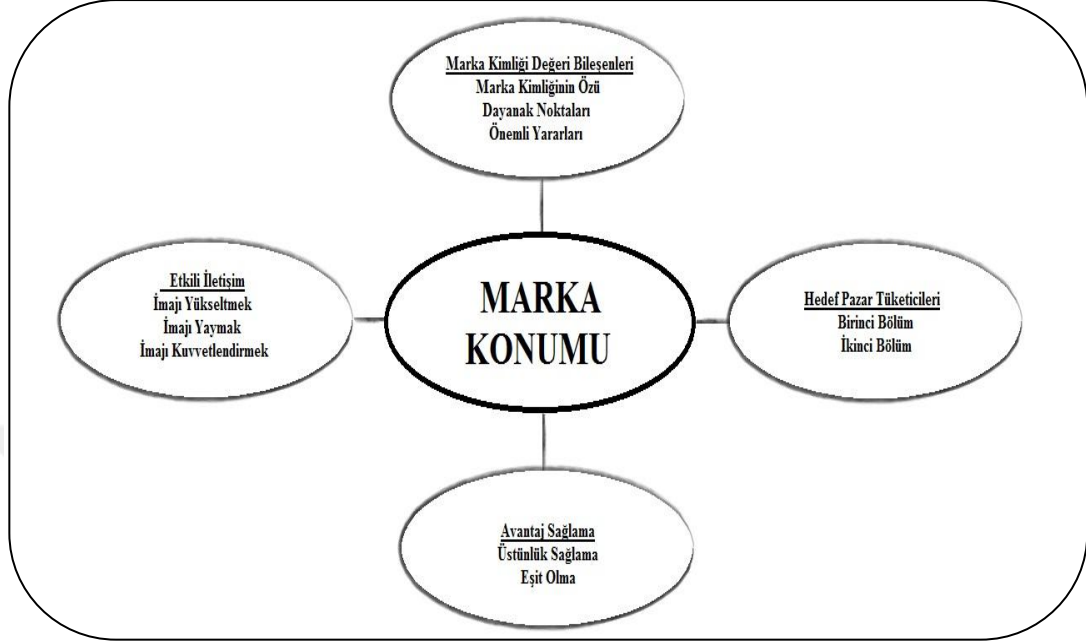 Marka Kimliği Değeri Bileşenleri
Marka Kimliğinin Özü
Dayanak Noktaları
Önemli Yararları
Etkili İletişim
İmajı Yükseltmek
İmajı Yaymak
İmajı Kuvvetlendirmek
MARKA
KONUMU
Hedef Pazar Tüketicileri
Birinci Bölüm
İkinci Bölüm
Avantaj Sağlama
Üstünlük Sağlama
Eşit Olma